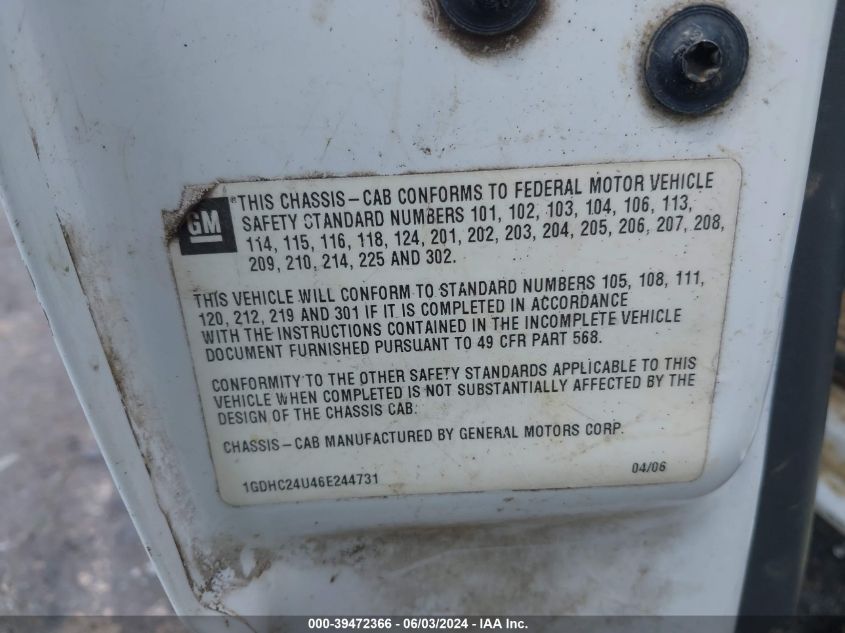 GM
®THIS CHASSIS-CAB CONFORMS TO FEDERAL MOTOR VEHICLE
SAFETY STANDARD NUMBERS 101, 102, 103, 104, 106, 113,
114, 115, 116, 118, 124, 201, 202, 203, 204, 205, 206, 207, 208,
209, 210, 214, 225 AND 302.
THIS VEHICLE WILL CONFORM TO STANDARD NUMBERS 105, 108, 111,
120, 212, 219 AND 301 IF IT IS COMPLETED IN ACCORDANCE
WITH THE INSTRUCTIONS CONTAINED IN THE INCOMPLETE VEHICLE
DOCUMENT FURNISHED PURSUANT TO 49 CFR PART 568.
CONFORMITY TO THE OTHER SAFETY STANDARDS APPLICABLE TO THIS
VEHICLE WHEN COMPLETED IS NOT SUBSTANTIALLY AFFECTED BY THE
DESIGN OF THE CHASSIS CAB.
CHASSIS-CAB MANUFACTURED BY GENERAL MOTORS CORP.
1GDHC24U46E244731 04/06
000-39472366 - 06/03/2024 - IAA Inc.